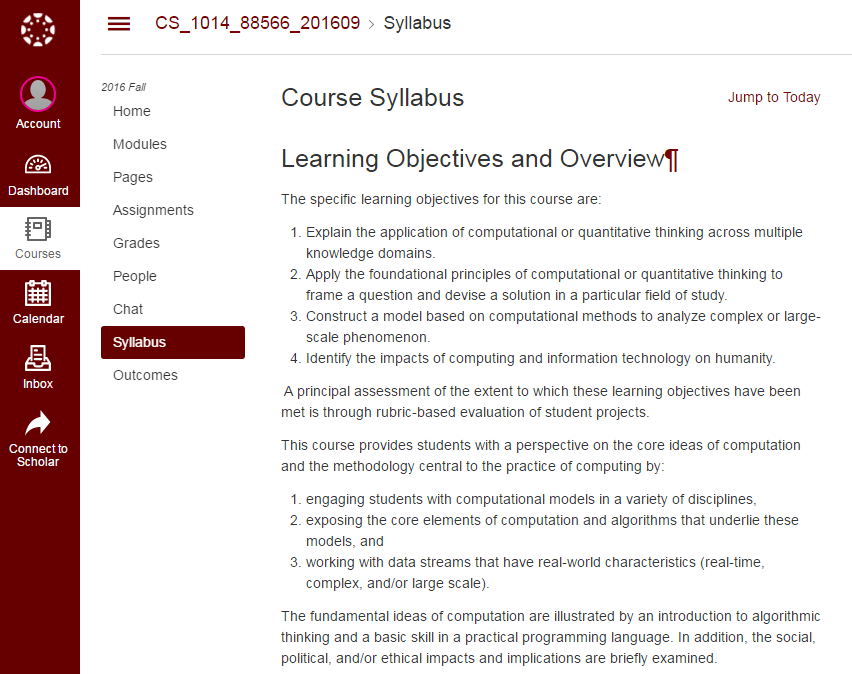 CS_1014_88566_201609 > Syllabus
Account
Dashboard
Courses
Calendar
Inbox
Connect to
Scholar
2016 Fall
Home
Modules
Pages
Assignments
Grades
People
Chat
Syllabus
Outcomes
Course Syllabus
Jump to Today
Learning Objectives and Overview¶
The specific learning objectives for this course are:
1. Explain the application of computational or quantitative thinking across multiple
knowledge domains.
2. Apply the foundational principles of computational or quantitative thinking to
frame a question and devise a solution in a particular field of study.
3. Construct a model based on computational methods to analyze complex or large-
scale phenomenon.
4. Identify the impacts of computing and information technology on humanity.
A principal assessment of the extent to which these learning objectives have been
met is through rubric-based evaluation of student projects.
This course provides students with a perspective on the core ideas of computation
and the methodology central to the practice of computing by:
1. engaging students with computational models in a variety of disciplines,
2. exposing the core elements of computation and algorithms that underlie these
models, and
3. working with data streams that have real-world characteristics (real-time,
complex, and/or large scale).
The fundamental ideas of computation are illustrated by an introduction to algorithmic
thinking and a basic skill in a practical programming language. In addition, the social,
political, and/or ethical impacts and implications are briefly examined.